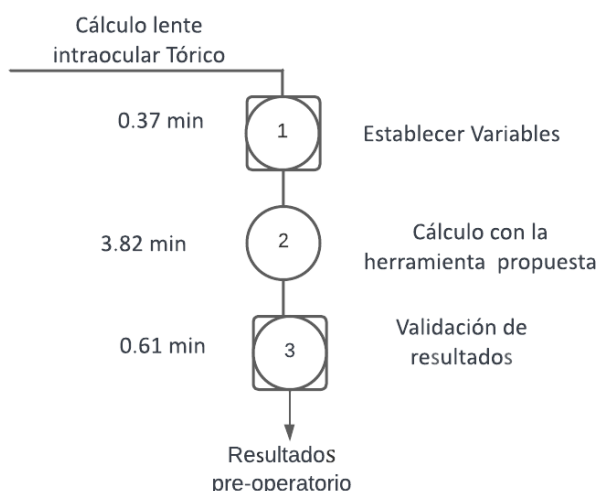 Cálculo lente
intraocular Tórico
0.37 min
1
Establecer Variables
3.82 min
2
Cálculo con la
herramienta propuesta
0.61 min
3
Validación de
resultados
Resultados
pre-operatorio